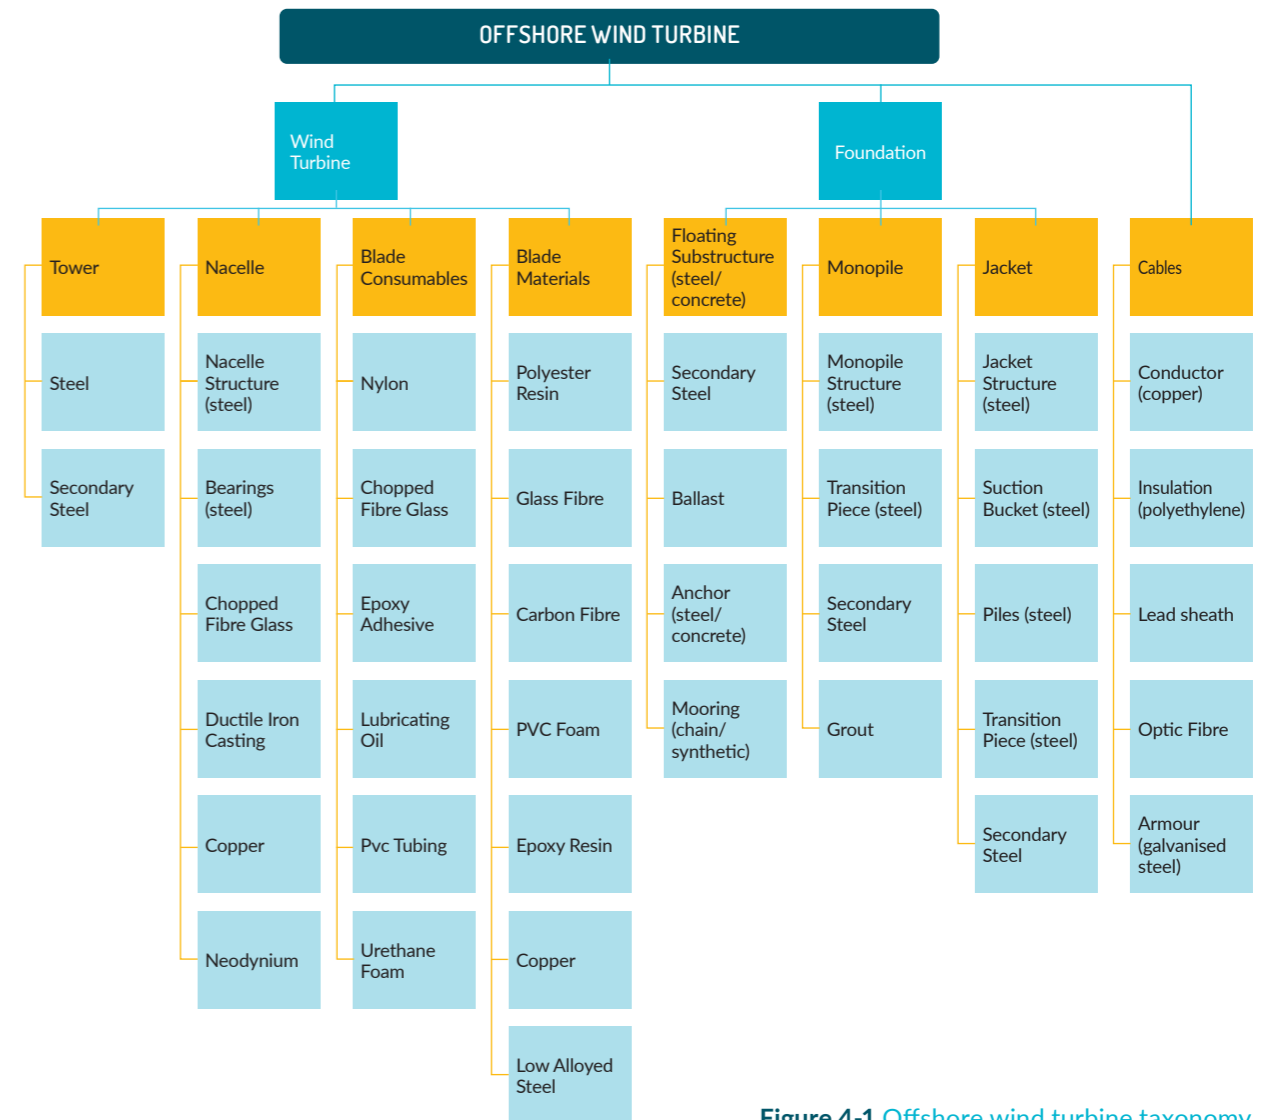 OFFSHORE WIND TURBINE
Wind
Turbine
Foundation
Tower
Steel
Secondary
Steel
Nacelle
Nacelle
Structure
(steel)
Bearings
(steel)
Chopped
Fibre Glass
Ductile Iron
Casting
Copper
Neodynium
Blade
Consumables
Nylon
Chopped
Fibre Glass
Epoxy
Adhesive
Lubricating
Oil
Pvc Tubing
Urethane
Foam
Blade
Materials
Polyester
Resin
Glass Fibre
Carbon Fibre
PVC Foam
Epoxy Resin
Copper
Low Alloyed
Steel
Floating
Substructure
(steel/
concrete)
Secondary
Steel
Ballast
Anchor
(steel/
concrete)
Mooring
(chain/
synthetic)
Monopile
Monopile
Structure
(steel)
Transition
Piece (steel)
Secondary
Steel
Grout
Jacket
Jacket
Structure
(steel)
Suction
Bucket (steel)
Piles (steel)
Transition
Piece (steel)
Secondary
Steel
Cables
Conductor
(copper)
Insulation
(polyethylene)
Lead sheath
Optic Fibre
Armour
(galvanised
steel)
Figure 4-1 Offshore wind turbine taxonomy